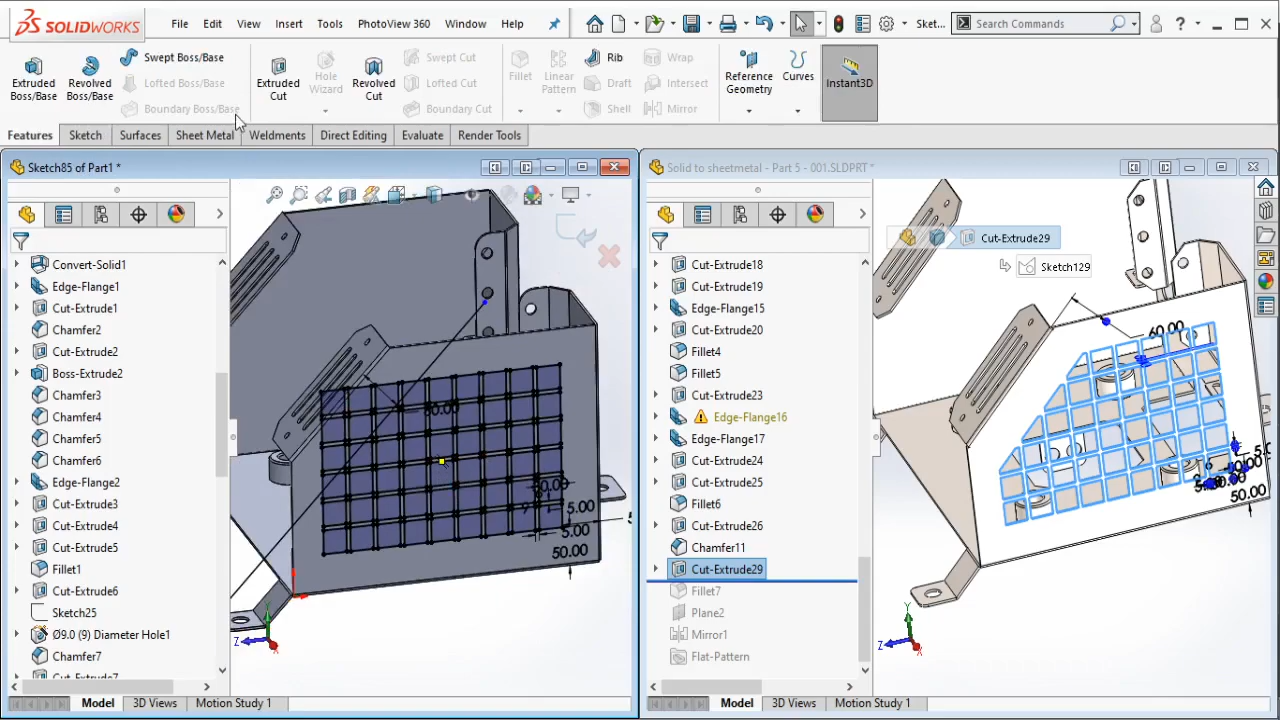 SOLIDWORKS File Edit View Insert Tools PhotoView 360 Window Help Sket... Search Commands
Extruded Boss/Base
Revolved Boss/Base
Swept Boss/Base
Lofted Boss/Base
Boundary Boss/Base
Extruded Cut
Hole Wizard
Revolved Cut
Swept Cut
Lofted Cut
Boundary Cut
Fillet
Linear Pattern
Rib
Draft
Shell
Wrap
Intersect
Mirror
Reference Geometry
Curves
Instant3D
Features Sketch Surfaces Sheet Metal Weldments Direct Editing Evaluate Render Tools
Sketch85 of Part1 *
Convert-Solid1
Edge-Flange1
Cut-Extrude1
Chamfer2
Cut-Extrude2
Boss-Extrude2
Chamfer3
Chamfer4
Chamfer5
Chamfer6
Edge-Flange2
Cut-Extrude3
Cut-Extrude4
Cut-Extrude5
Fillet1
Cut-Extrude6
Sketch25
Ø9.0 (9) Diameter Hole1
Chamfer7
5.00
5.00
50.00
Z
Y
X
Model 3D Views Motion Study 1
Solid to sheetmetal - Part 5 - 001.SLDPRT *
Cut-Extrude18
Cut-Extrude19
Edge-Flange15
Cut-Extrude20
Fillet4
Fillet5
Cut-Extrude23
Edge-Flange16
Edge-Flange17
Cut-Extrude24
Cut-Extrude25
Fillet6
Cut-Extrude26
Chamfer11
Cut-Extrude29
Fillet7
Plane2
Mirror1
Flat-Pattern
Cut-Extrude29
Sketch129
60.00
50.00
Z
Y
X
Model 3D Views Motion Study 1